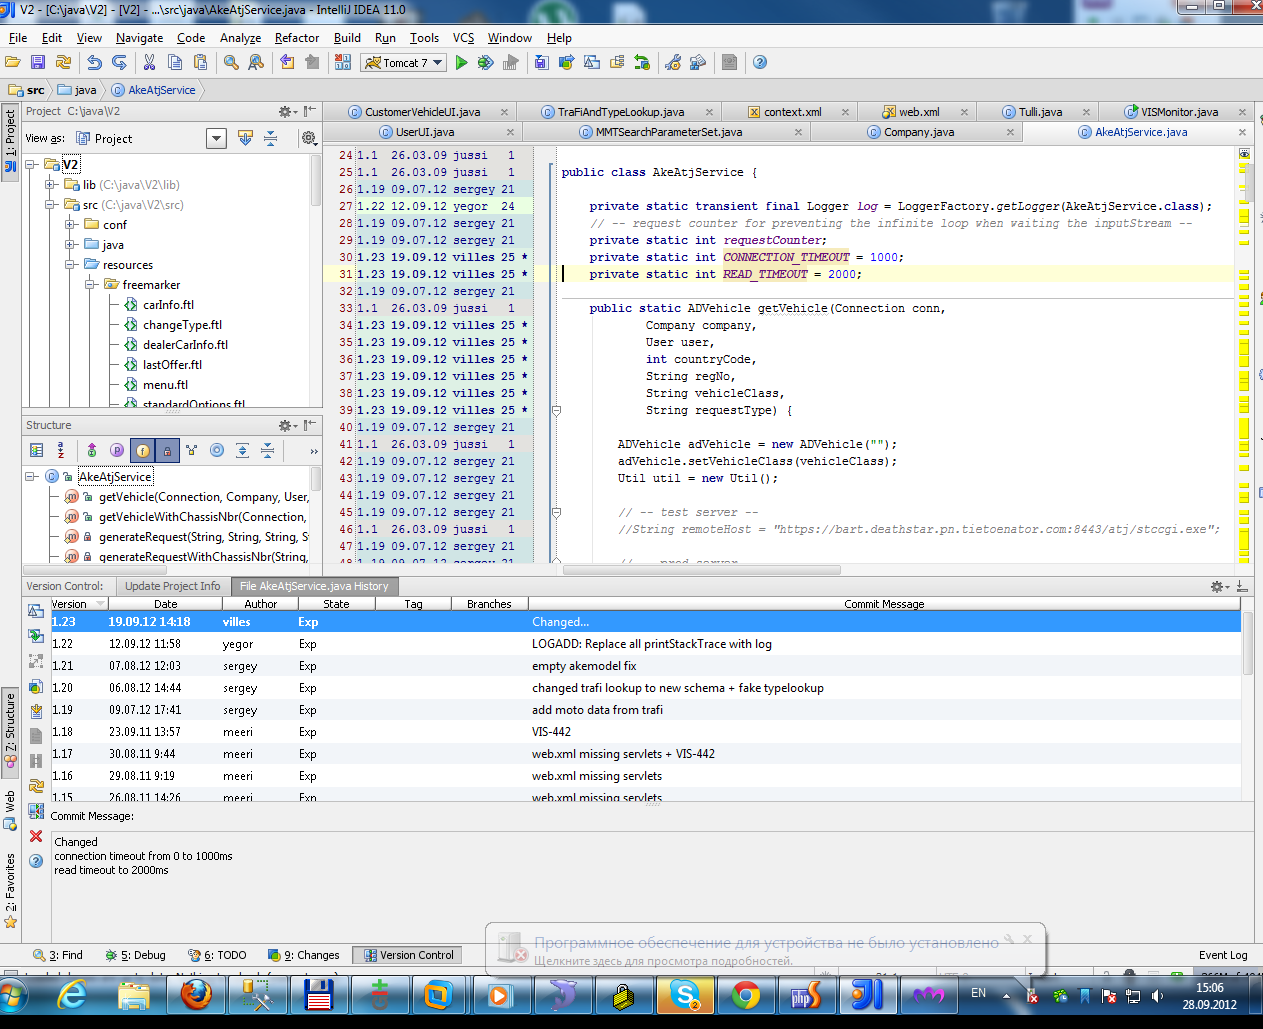 V2 - [C:\java\V2] - [V2] - ...\src\java\AkeAtjService.java - IntelliJ IDEA 11.0
File Edit View Navigate Code Analyze Refactor Build Run Tools VCS Window Help
Tomcat 7
src java AkeAtjService
Project C:\java\V2
CustomerVehicleUI.java TraFiAndTypeLookup.java context.xml web.xml Tulli.java VISMonitor.java
View as: Project
UserUI.java MMTSearchParameterSet.java Company.java AkeAtjService.java
1: Project
V2
lib (C:\java\V2\lib)
src (C:\java\V2\src)
conf
java
resources
freemarker
carInfo.ftl
changeType.ftl
dealerCarInfo.ftl
lastOffer.ftl
menu.ftl
standardOptions.ftl
Structure
AkeAtjService
getVehicle(Connection, Company, User,
getVehicleWithChassisNbr(Connection,
generateRequest(String, String, String, S
generateRequestWithChassisNbr(String,
24 1.1 26.03.09 jussi 1
25 1.1 26.03.09 jussi 1 public class AkeAtjService {
26 1.19 09.07.12 sergey 21
27 1.22 12.09.12 yegor 24 private static transient final Logger log = LoggerFactory.getLogger(AkeAtjService.class);
28 1.19 09.07.12 sergey 21 // -- request counter for preventing the infinite loop when waiting the inputStream --
29 1.19 09.07.12 sergey 21 private static int requestCounter;
30 1.23 19.09.12 villes 25 * private static int CONNECTION_TIMEOUT = 1000;
31 1.23 19.09.12 villes 25 * private static int READ_TIMEOUT = 2000;
32 1.19 09.07.12 sergey 21
33 1.1 26.03.09 jussi 1 public static ADVehicle getVehicle(Connection conn,
34 1.23 19.09.12 villes 25 * Company company,
35 1.23 19.09.12 villes 25 * User user,
36 1.23 19.09.12 villes 25 * int countryCode,
37 1.23 19.09.12 villes 25 * String regNo,
38 1.23 19.09.12 villes 25 * String vehicleClass,
39 1.23 19.09.12 villes 25 * String requestType) {
40 1.19 09.07.12 sergey 21
41 1.1 26.03.09 jussi 1 ADVehicle adVehicle = new ADVehicle("");
42 1.19 09.07.12 sergey 21 adVehicle.setVehicleClass(vehicleClass);
43 1.19 09.07.12 sergey 21 Util util = new Util();
44 1.19 09.07.12 sergey 21
45 1.19 09.07.12 sergey 21 // -- test server --
46 1.1 26.03.09 jussi 1 //String remoteHost = "https://bart.deathstar.pn.tietoenator.com:8443/atj/stccgi.exe";
47 1.19 09.07.12 sergey 21
48 1.19 09.07.12 sergey 21 // -- prod server
Version Control: Update Project Info File AkeAtjService.java History
Version Date Author State Tag Branches Commit Message
1.23 19.09.12 14:18 villes Exp Changed...
1.22 12.09.12 11:58 yegor Exp LOGADD: Replace all printStackTrace with log
1.21 07.08.12 12:03 sergey Exp empty akemodel fix
1.20 06.08.12 14:44 sergey Exp changed trafi lookup to new schema + fake typelookup
1.19 09.07.12 17:41 sergey Exp add moto data from trafi
1.18 23.09.11 13:57 meeri Exp VIS-442
1.17 30.08.11 9:44 meeri Exp web.xml missing servlets + VIS-442
1.16 29.08.11 9:19 meeri Exp web.xml missing servlets
1.15 26.08.11 14:26 meeri Exp web.xml missing servlets
Commit Message:
Changed
connection timeout from 0 to 1000ms
read timeout to 2000ms
Z: Structure
Web
2: Favorites
3: Find 5: Debug 6: TODO 9: Changes Version Control Event Log
Программное обеспечение для устройства не было установлено
Щелкните здесь для просмотра подробностей.
EN 15:06
28.09.2012